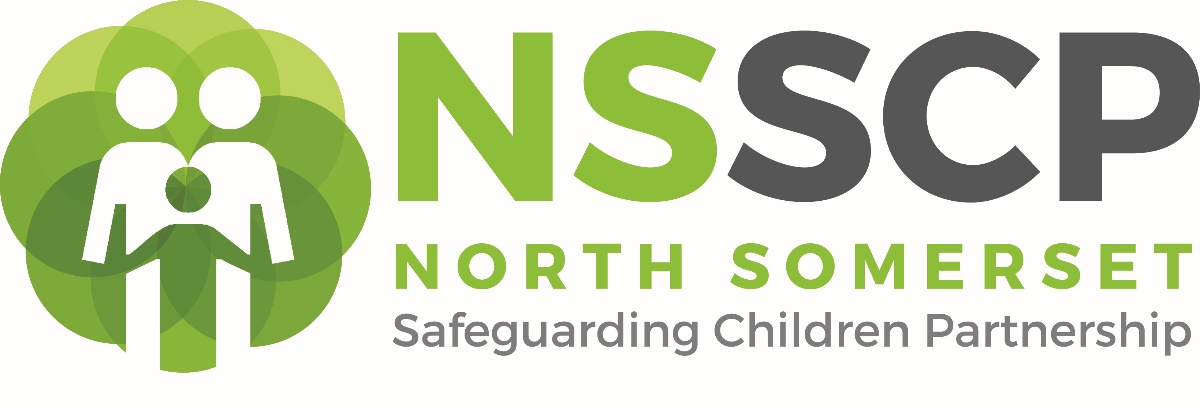 NSSCP
NORTH SOMERSET
Safeguarding Children Partnership